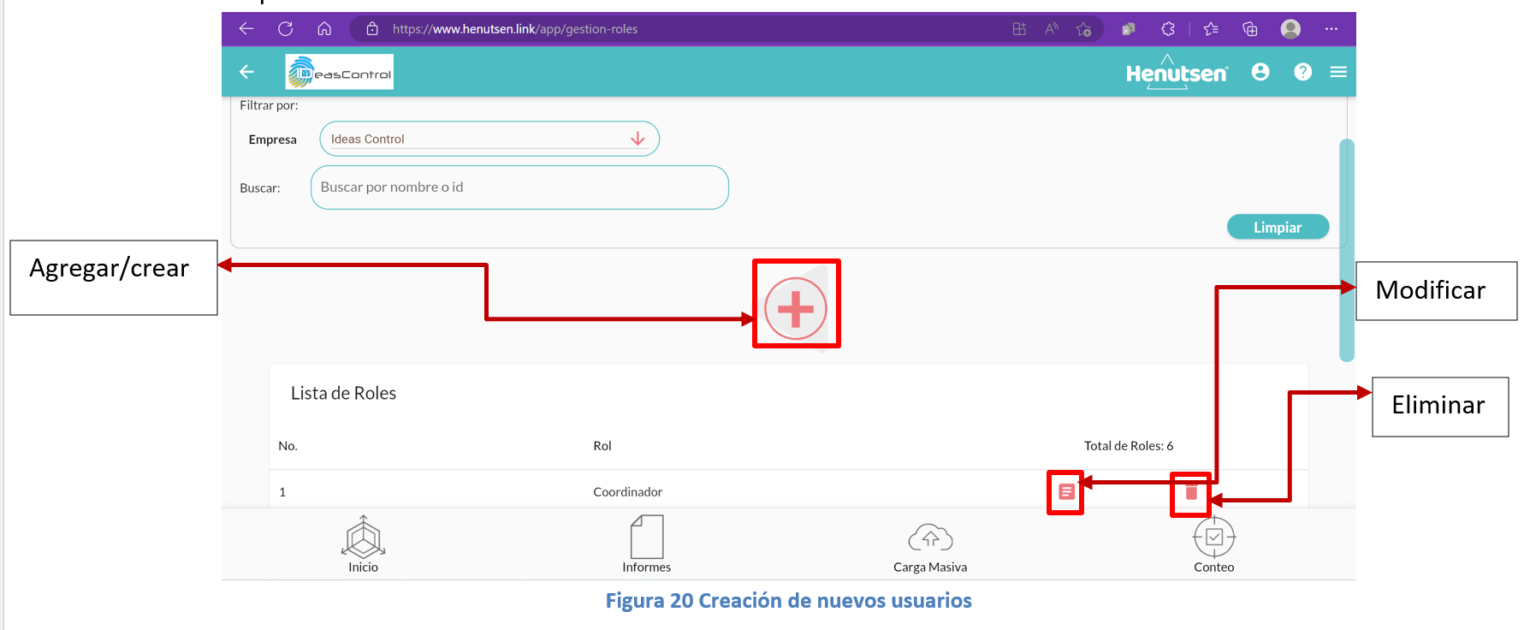 https://www.henutsen.link/app/gestion-roles
IDeasControl
Henutsen
Filtrar por:
Empresa
Ideas Control
Buscar:
Buscar por nombre o id
Limpiar
Agregar/crear
Modificar
Lista de Roles
Eliminar
No.
Rol
Total de Roles: 6
1
Coordinador
Inicio
Informes
Carga Masiva
Conteo
Figura 20 Creación de nuevos usuarios